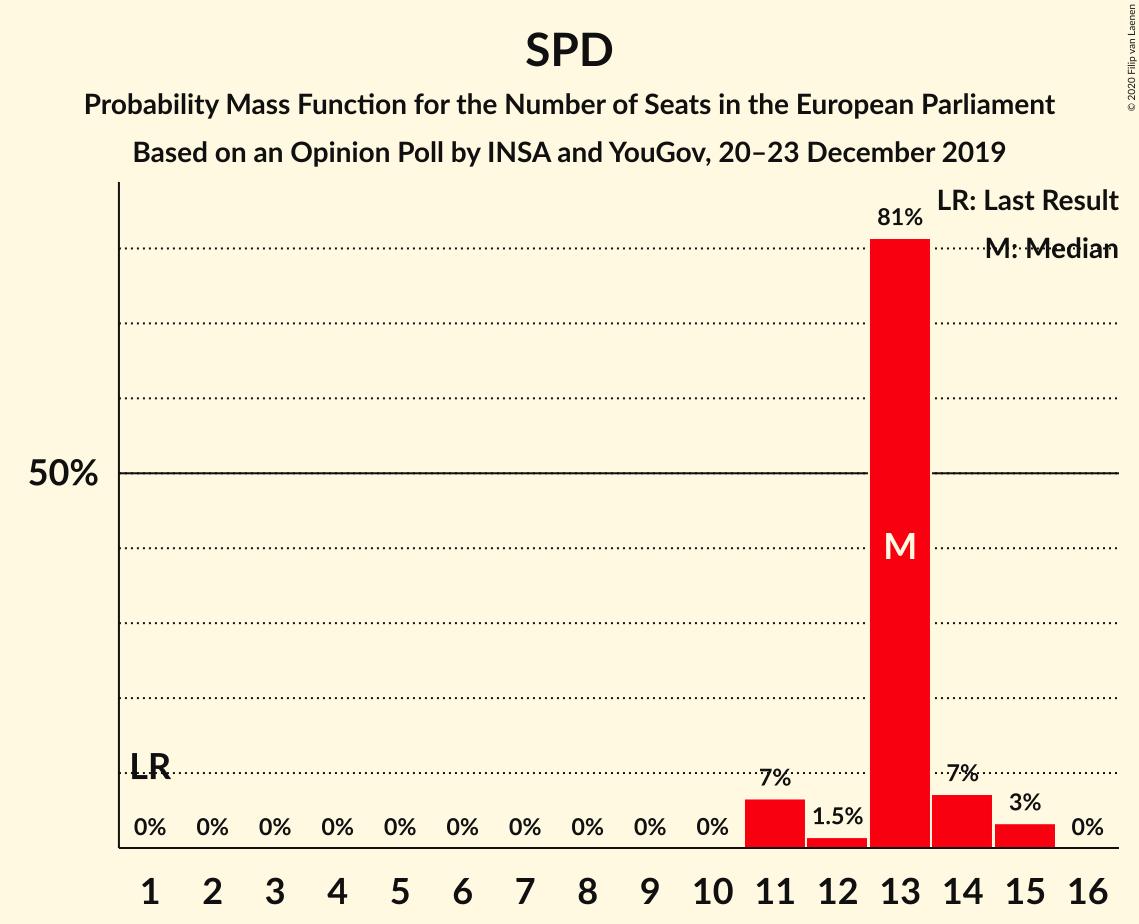 © 2020 Filip van Laenen
SPD
Probability Mass Function for the Number of Seats in the European Parliament
Based on an Opinion Poll by INSA and YouGov, 20–23 December 2019
LR: Last Result
M: Median
81%
50%
M
LR
0% 0% 0% 0% 0% 0% 0% 0% 0% 0% 7% 1.5% 7% 3% 0%
1 2 3 4 5 6 7 8 9 10 11 12 13 14 15 16